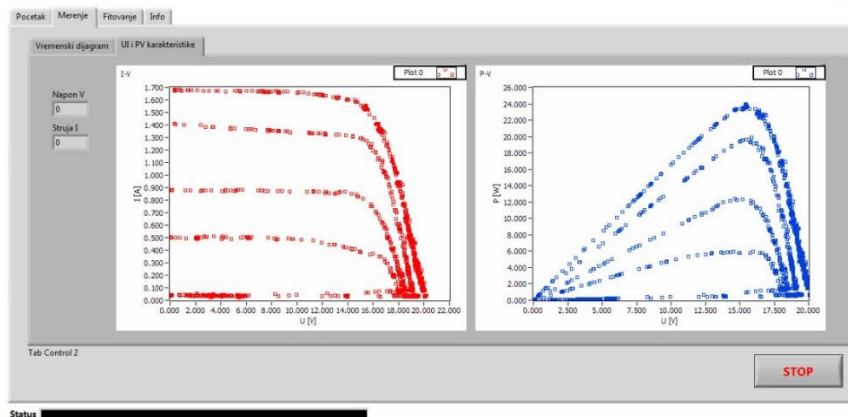 Pocetak Merenje Fitovanje Info
Vremenski dijagram UI i PV karakteristike
Napon V
0
Struja I
0
I-V
Plot 0
1.700
1.600
1.500
1.400
1.300
1.200
1.100
1.000
0.900
0.800
0.700
0.600
0.500
0.400
0.300
0.200
0.100
0.000
I [A]
0.000 2.000 4.000 6.000 8.000 10.000 12.000 14.000 16.000 18.000 20.000 22.000
U [V]
P-V
Plot 0
26.000
24.000
22.000
20.000
18.000
16.000
14.000
12.000
10.000
8.000
6.000
4.000
2.000
0.000
P [W]
0.000 2.500 5.000 7.500 10.000 12.500 15.000 17.500 20.000
U [V]
Tab Control 2
STOP
Status